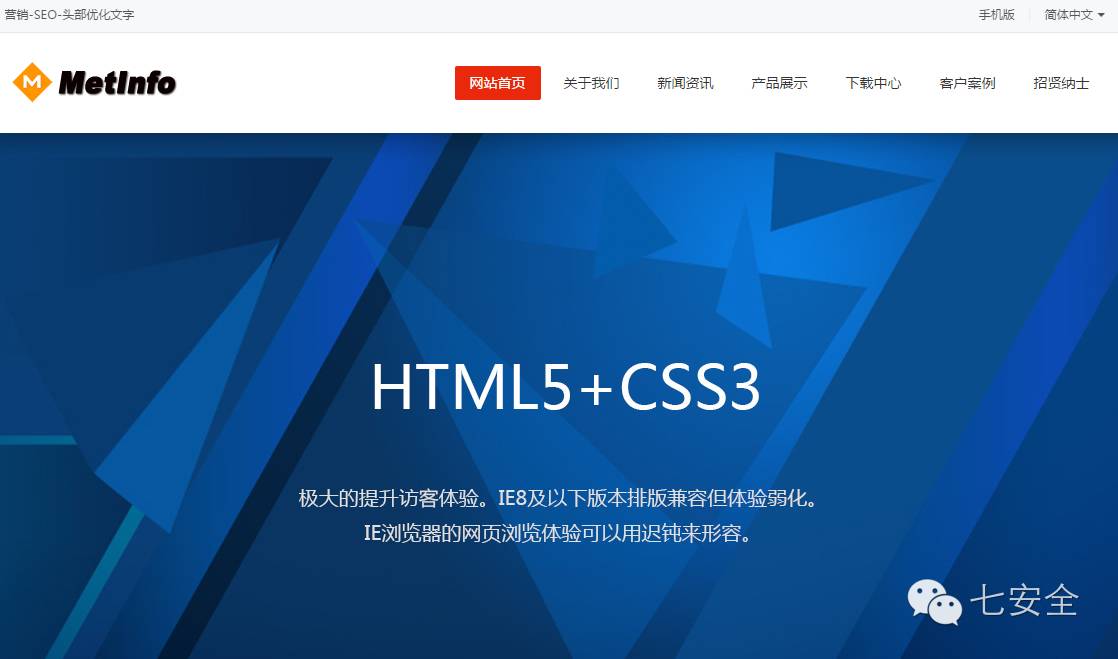 营销-SEO-头部优化文字
手机版
简体中文
M MetInfo
网站首页 关于我们 新闻资讯 产品展示 下载中心 客户案例 招贤纳士
HTML5+CSS3
极大的提升访客体验。IE8及以下版本排版兼容但体验弱化。
IE浏览器的网页浏览体验可以用迟钝来形容。
七安全